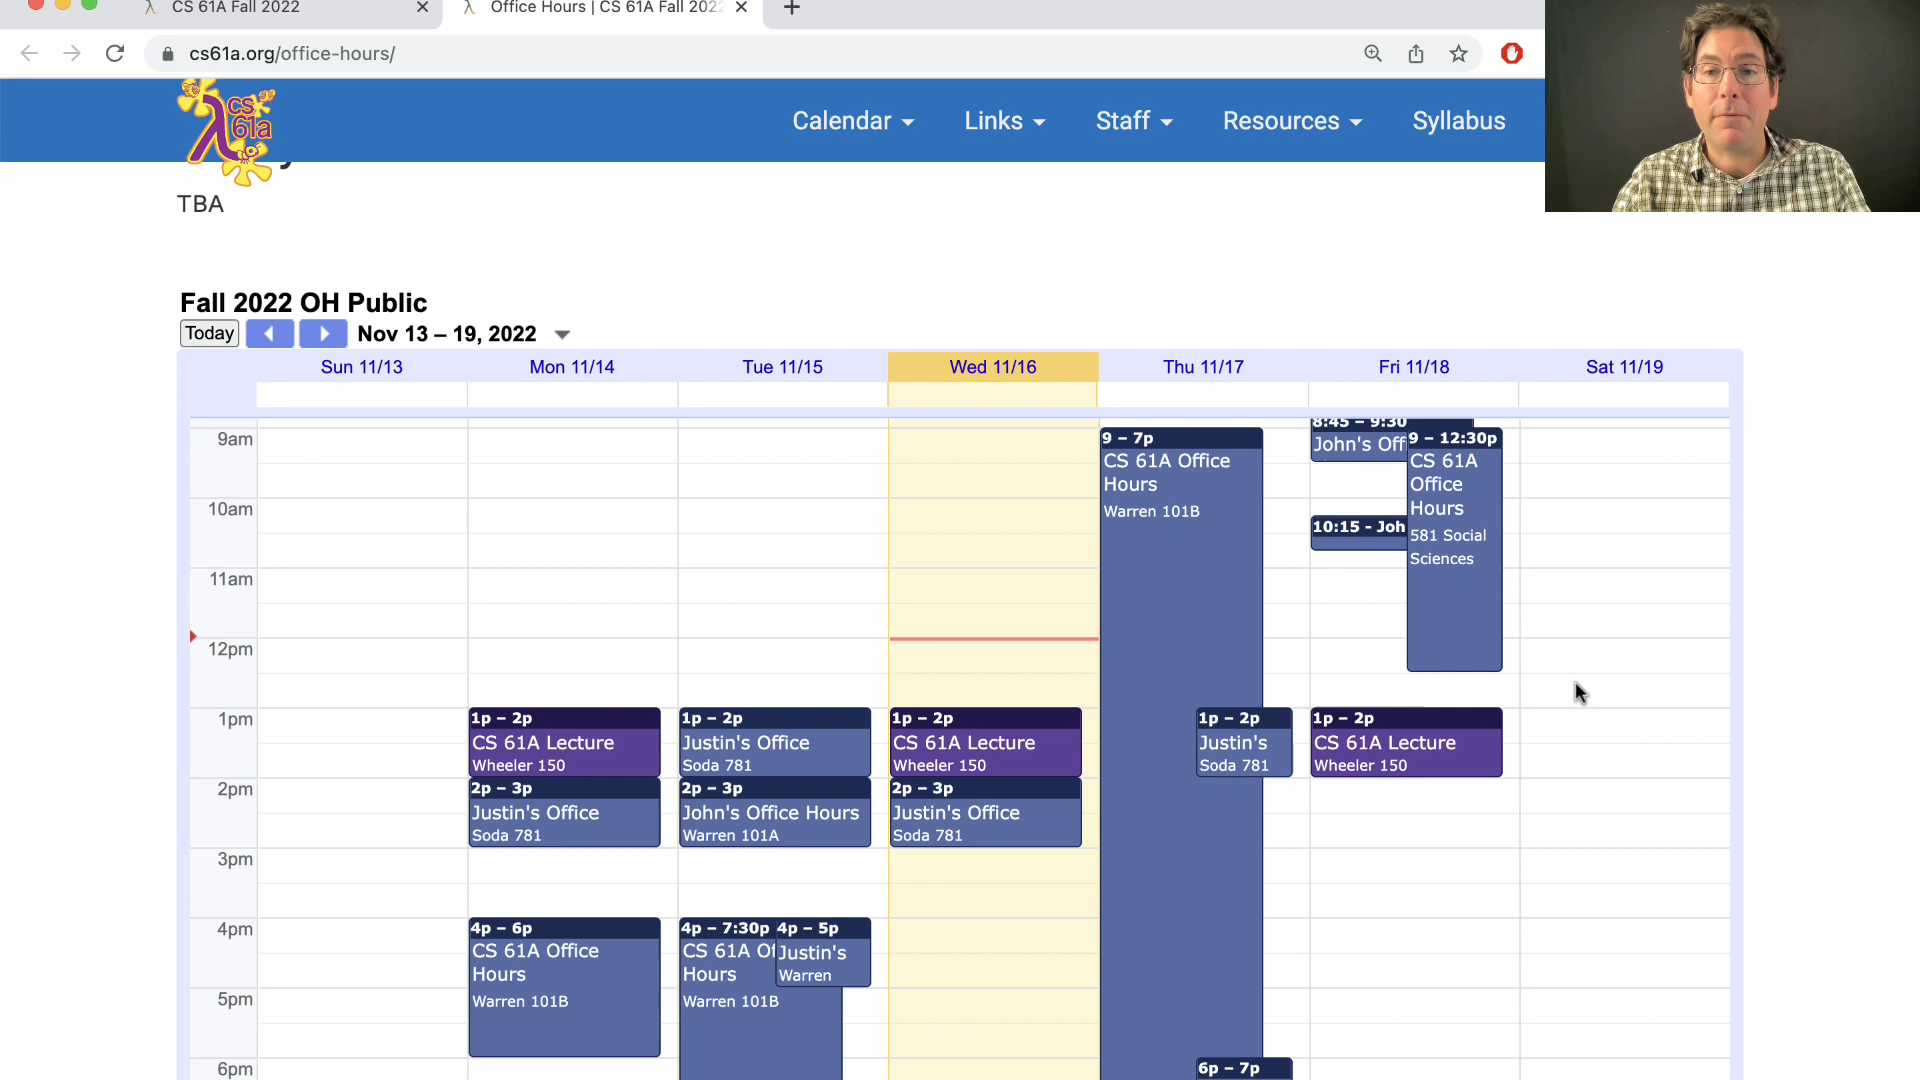 CS 61A Fall 2022
Office Hours | CS 61A Fall 202
cs61a.org/office-hours/
CS
61a
Calendar
Links
Staff
Resources
Syllabus
TBA
Fall 2022 OH Public
Today
Nov 13 – 19, 2022
Sun 11/13
Mon 11/14
Tue 11/15
Wed 11/16
Thu 11/17
Fri 11/18
Sat 11/19
9am
10am
11am
12pm
1pm
2pm
3pm
4pm
5pm
6pm
1p – 2p
CS 61A Lecture
Wheeler 150
2p – 3p
Justin's Office
Soda 781
4p – 6p
CS 61A Office
Hours
Warren 101B
1p – 2p
Justin's Office
Soda 781
2p – 3p
John's Office Hours
Warren 101A
4p – 7:30p
CS 61A Of
Hours
Warren 101B
4p – 5p
Justin's
Warren
1p – 2p
CS 61A Lecture
Wheeler 150
2p – 3p
Justin's Office
Soda 781
9 – 7p
CS 61A Office
Hours
Warren 101B
1p – 2p
Justin's
Soda 781
6p – 7p
8:45 – 9:30
John's Off
10:15 - Joh
9 – 12:30p
CS 61A
Office
Hours
581 Social
Sciences
1p – 2p
CS 61A Lecture
Wheeler 150